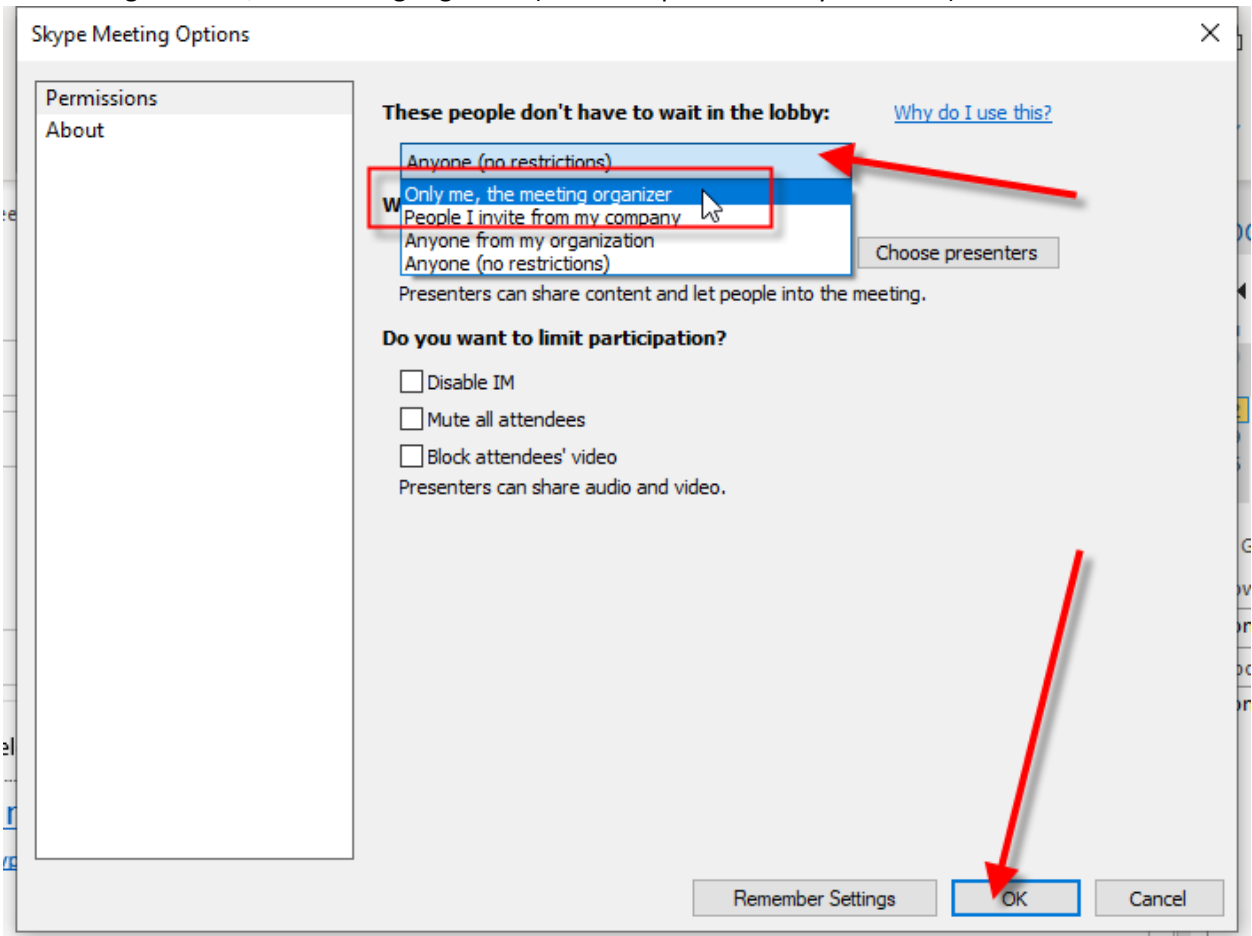 Skype Meeting Options
Permissions
About
These people don't have to wait in the lobby:
Why do I use this?
Anyone (no restrictions)
Only me, the meeting organizer
People I invite from my company
Anyone from my organization
Anyone (no restrictions)
W
Choose presenters
Presenters can share content and let people into the meeting.
Do you want to limit participation?
Disable IM
Mute all attendees
Block attendees' video
Presenters can share audio and video.
Remember Settings
OK
Cancel